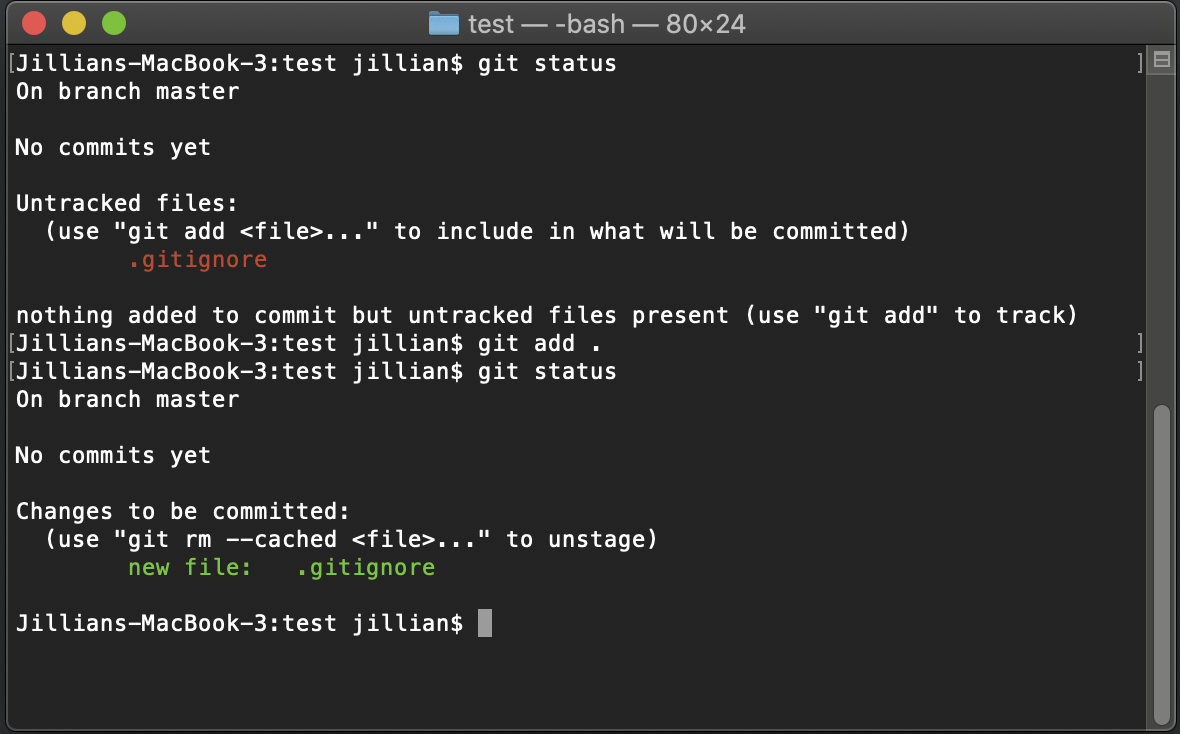 test — -bash — 80×24
[Jillians-MacBook-3:test jillian$ git status ]
On branch master
No commits yet
Untracked files:
(use "git add <file>..." to include in what will be committed)
.gitignore
nothing added to commit but untracked files present (use "git add" to track)
[Jillians-MacBook-3:test jillian$ git add . ]
[Jillians-MacBook-3:test jillian$ git status ]
On branch master
No commits yet
Changes to be committed:
(use "git rm --cached <file>..." to unstage)
new file:   .gitignore
Jillians-MacBook-3:test jillian$